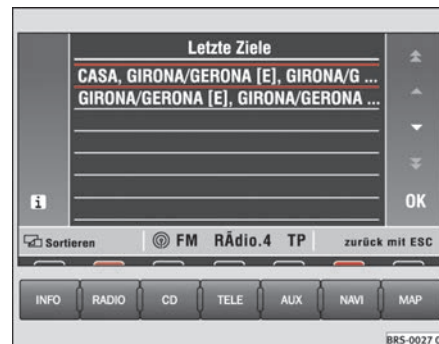 Letzte Ziele
CASA, GIRONA/GERONA [E], GIRONA/G ...
GIRONA/GERONA [E], GIRONA/GERONA ...
i
OK
Sortieren
FM RÃdio.4 TP
zurück mit ESC
INFO RADIO CD TELE AUX NAVI MAP
BRS-0027